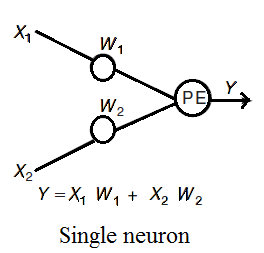 X₁ W₁
PE Y
W₂
X₂
Y = X₁ W₁ + X₂ W₂
Single neuron